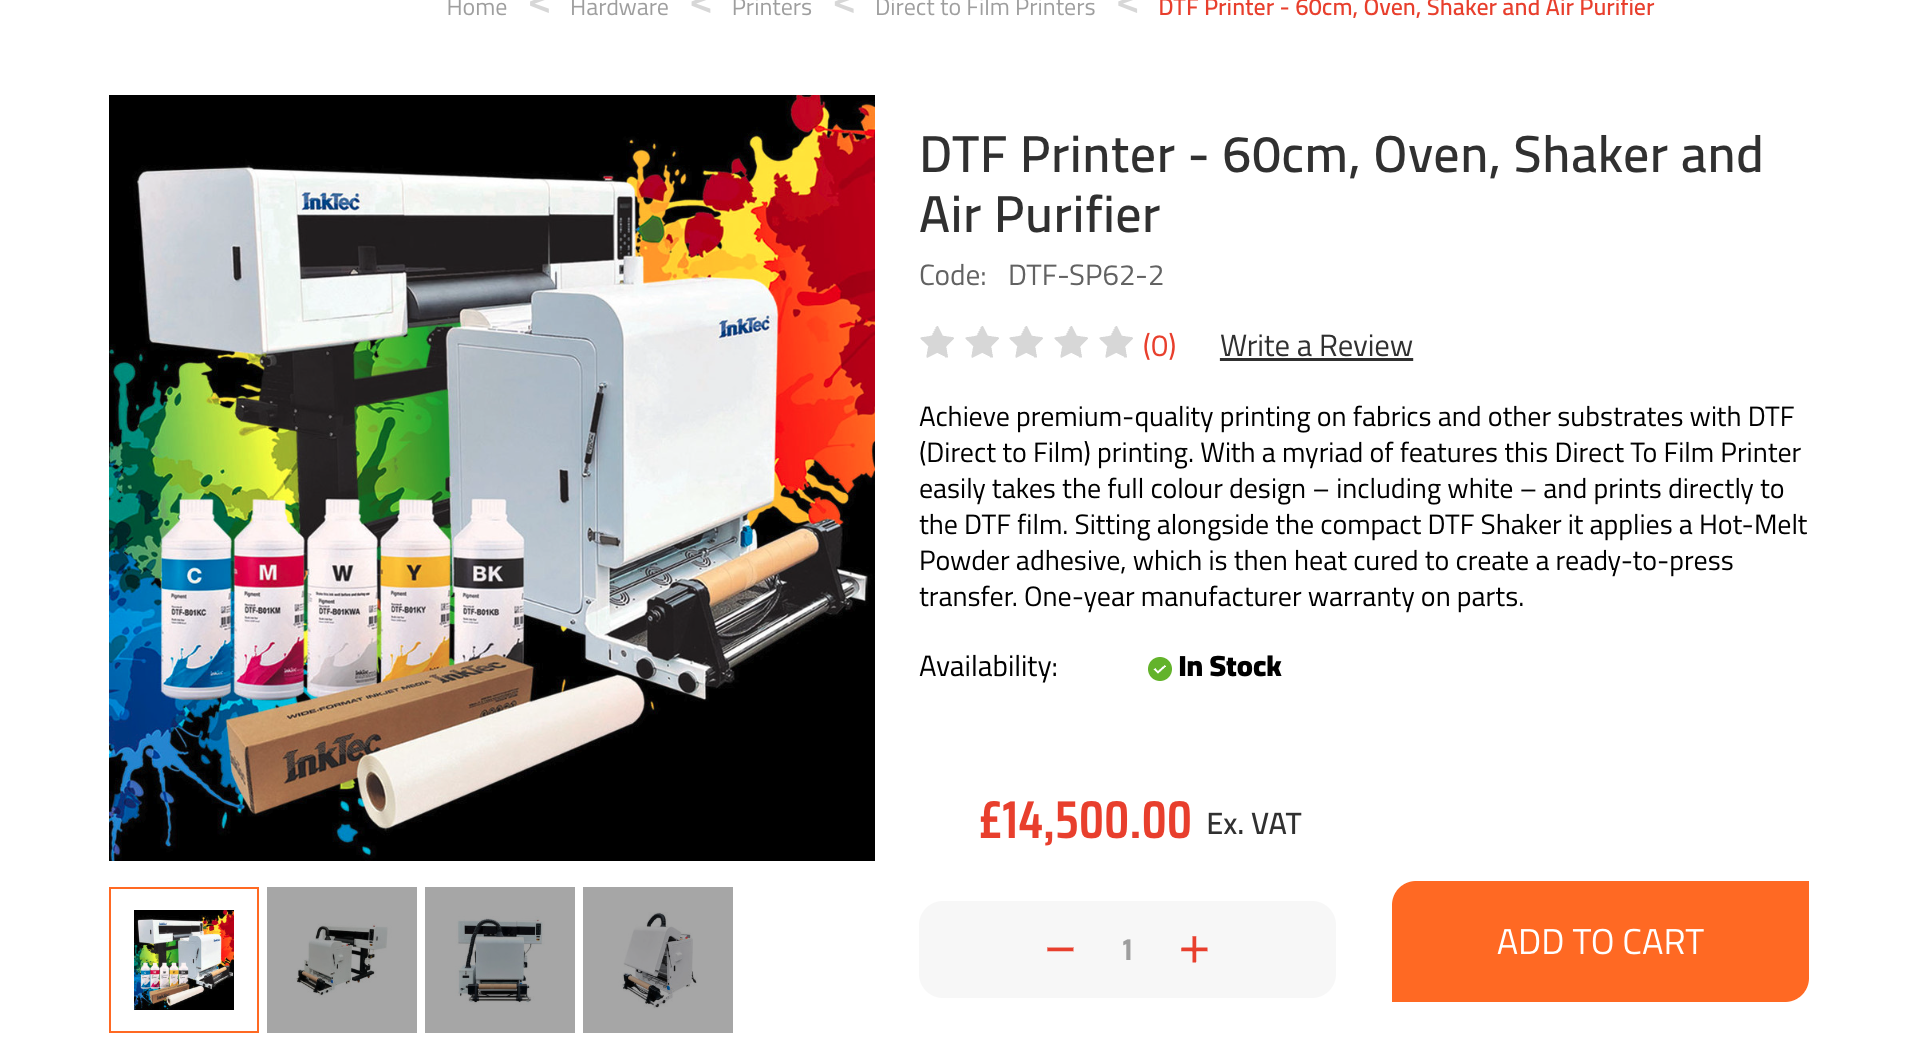 Home < Hardware < Printers < Direct to Film Printers < DTF Printer - 60cm, Oven, Shaker and Air Purifier
InkTec
InkTec
C
M
W
Y
BK
Pigment
DTF-B01KC
Pigment
DTF-B01KM
Pigment
DTF-B01KWA
Pigment
DTF-B01KY
Pigment
DTF-B01KB
InkTec
WIDE-FORMAT INKJET MEDIA
InkTec
DTF Printer - 60cm, Oven, Shaker and
Air Purifier
Code: DTF-SP62-2
(0) Write a Review
Achieve premium-quality printing on fabrics and other substrates with DTF
(Direct to Film) printing. With a myriad of features this Direct To Film Printer
easily takes the full colour design – including white – and prints directly to
the DTF film. Sitting alongside the compact DTF Shaker it applies a Hot-Melt
Powder adhesive, which is then heat cured to create a ready-to-press
transfer. One-year manufacturer warranty on parts.
Availability: In Stock
£14,500.00 Ex. VAT
1
ADD TO CART